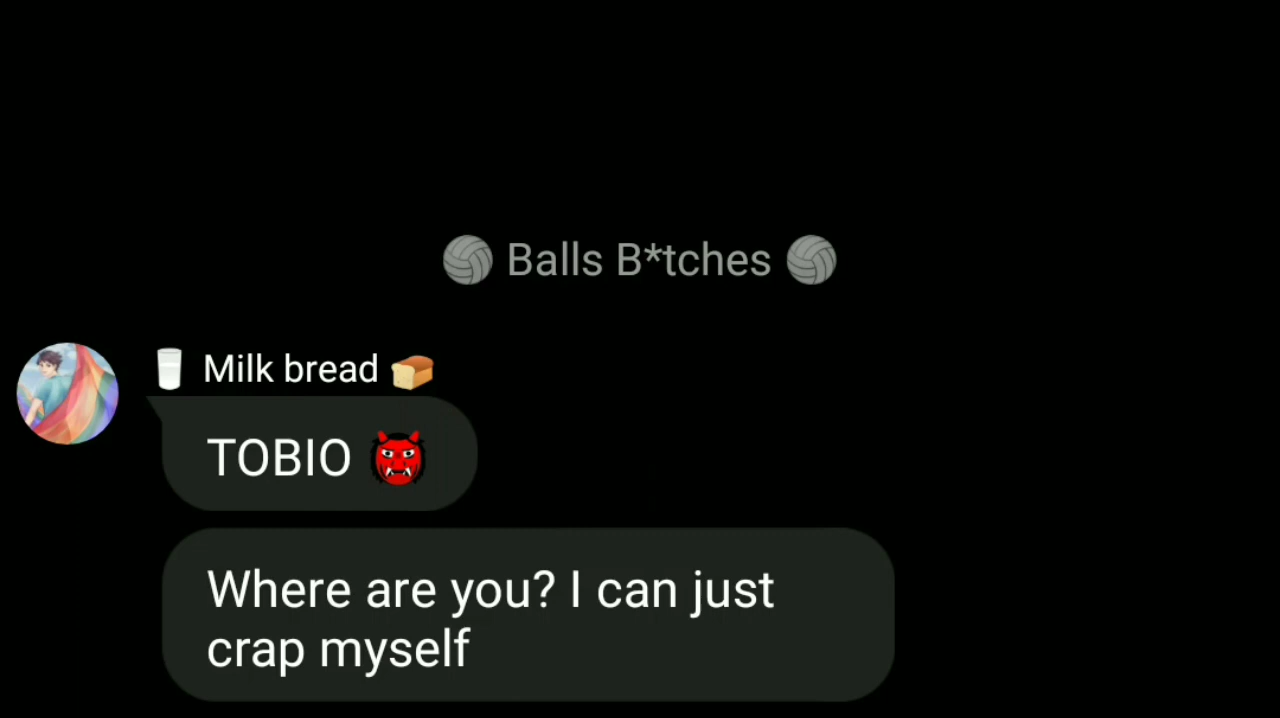 🏐 Balls B*tches 🏐
🥛 Milk bread 🍞
TOBIO 👹
Where are you? I can just
crap myself